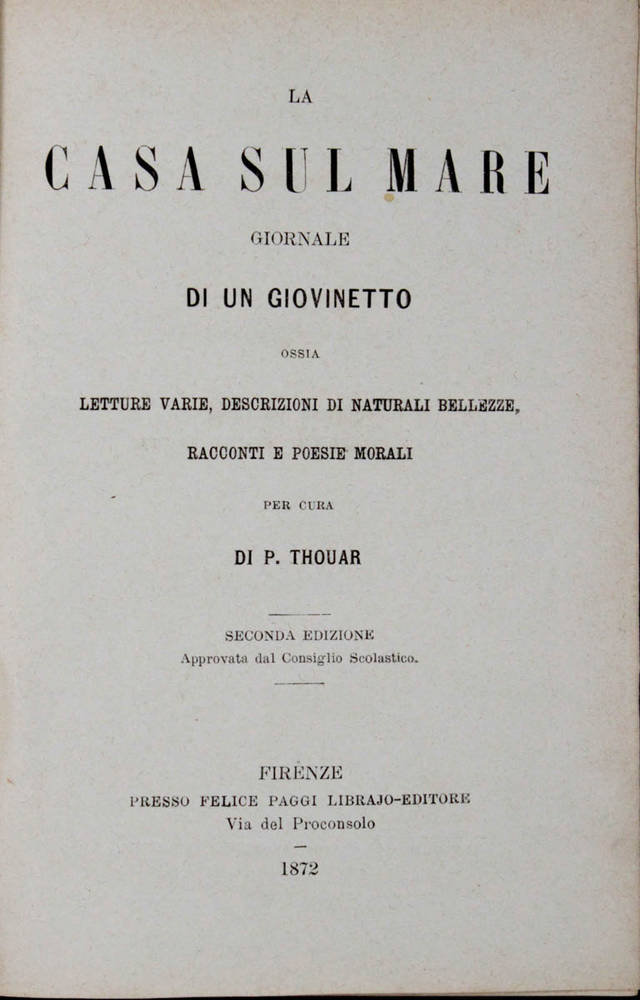 LA
CASA SUL MARE
GIORNALE
DI UN GIOVINETTO
OSSIA
LETTURE VARIE, DESCRIZIONI DI NATURALI BELLEZZE,
RACCONTI E POESIE MORALI
PER CURA
DI P. THOUAR
SECONDA EDIZIONE
Approvata dal Consiglio Scolastico.
FIRENZE
PRESSO FELICE PAGGI LIBRAJO-EDITORE
Via del Proconsolo
1872